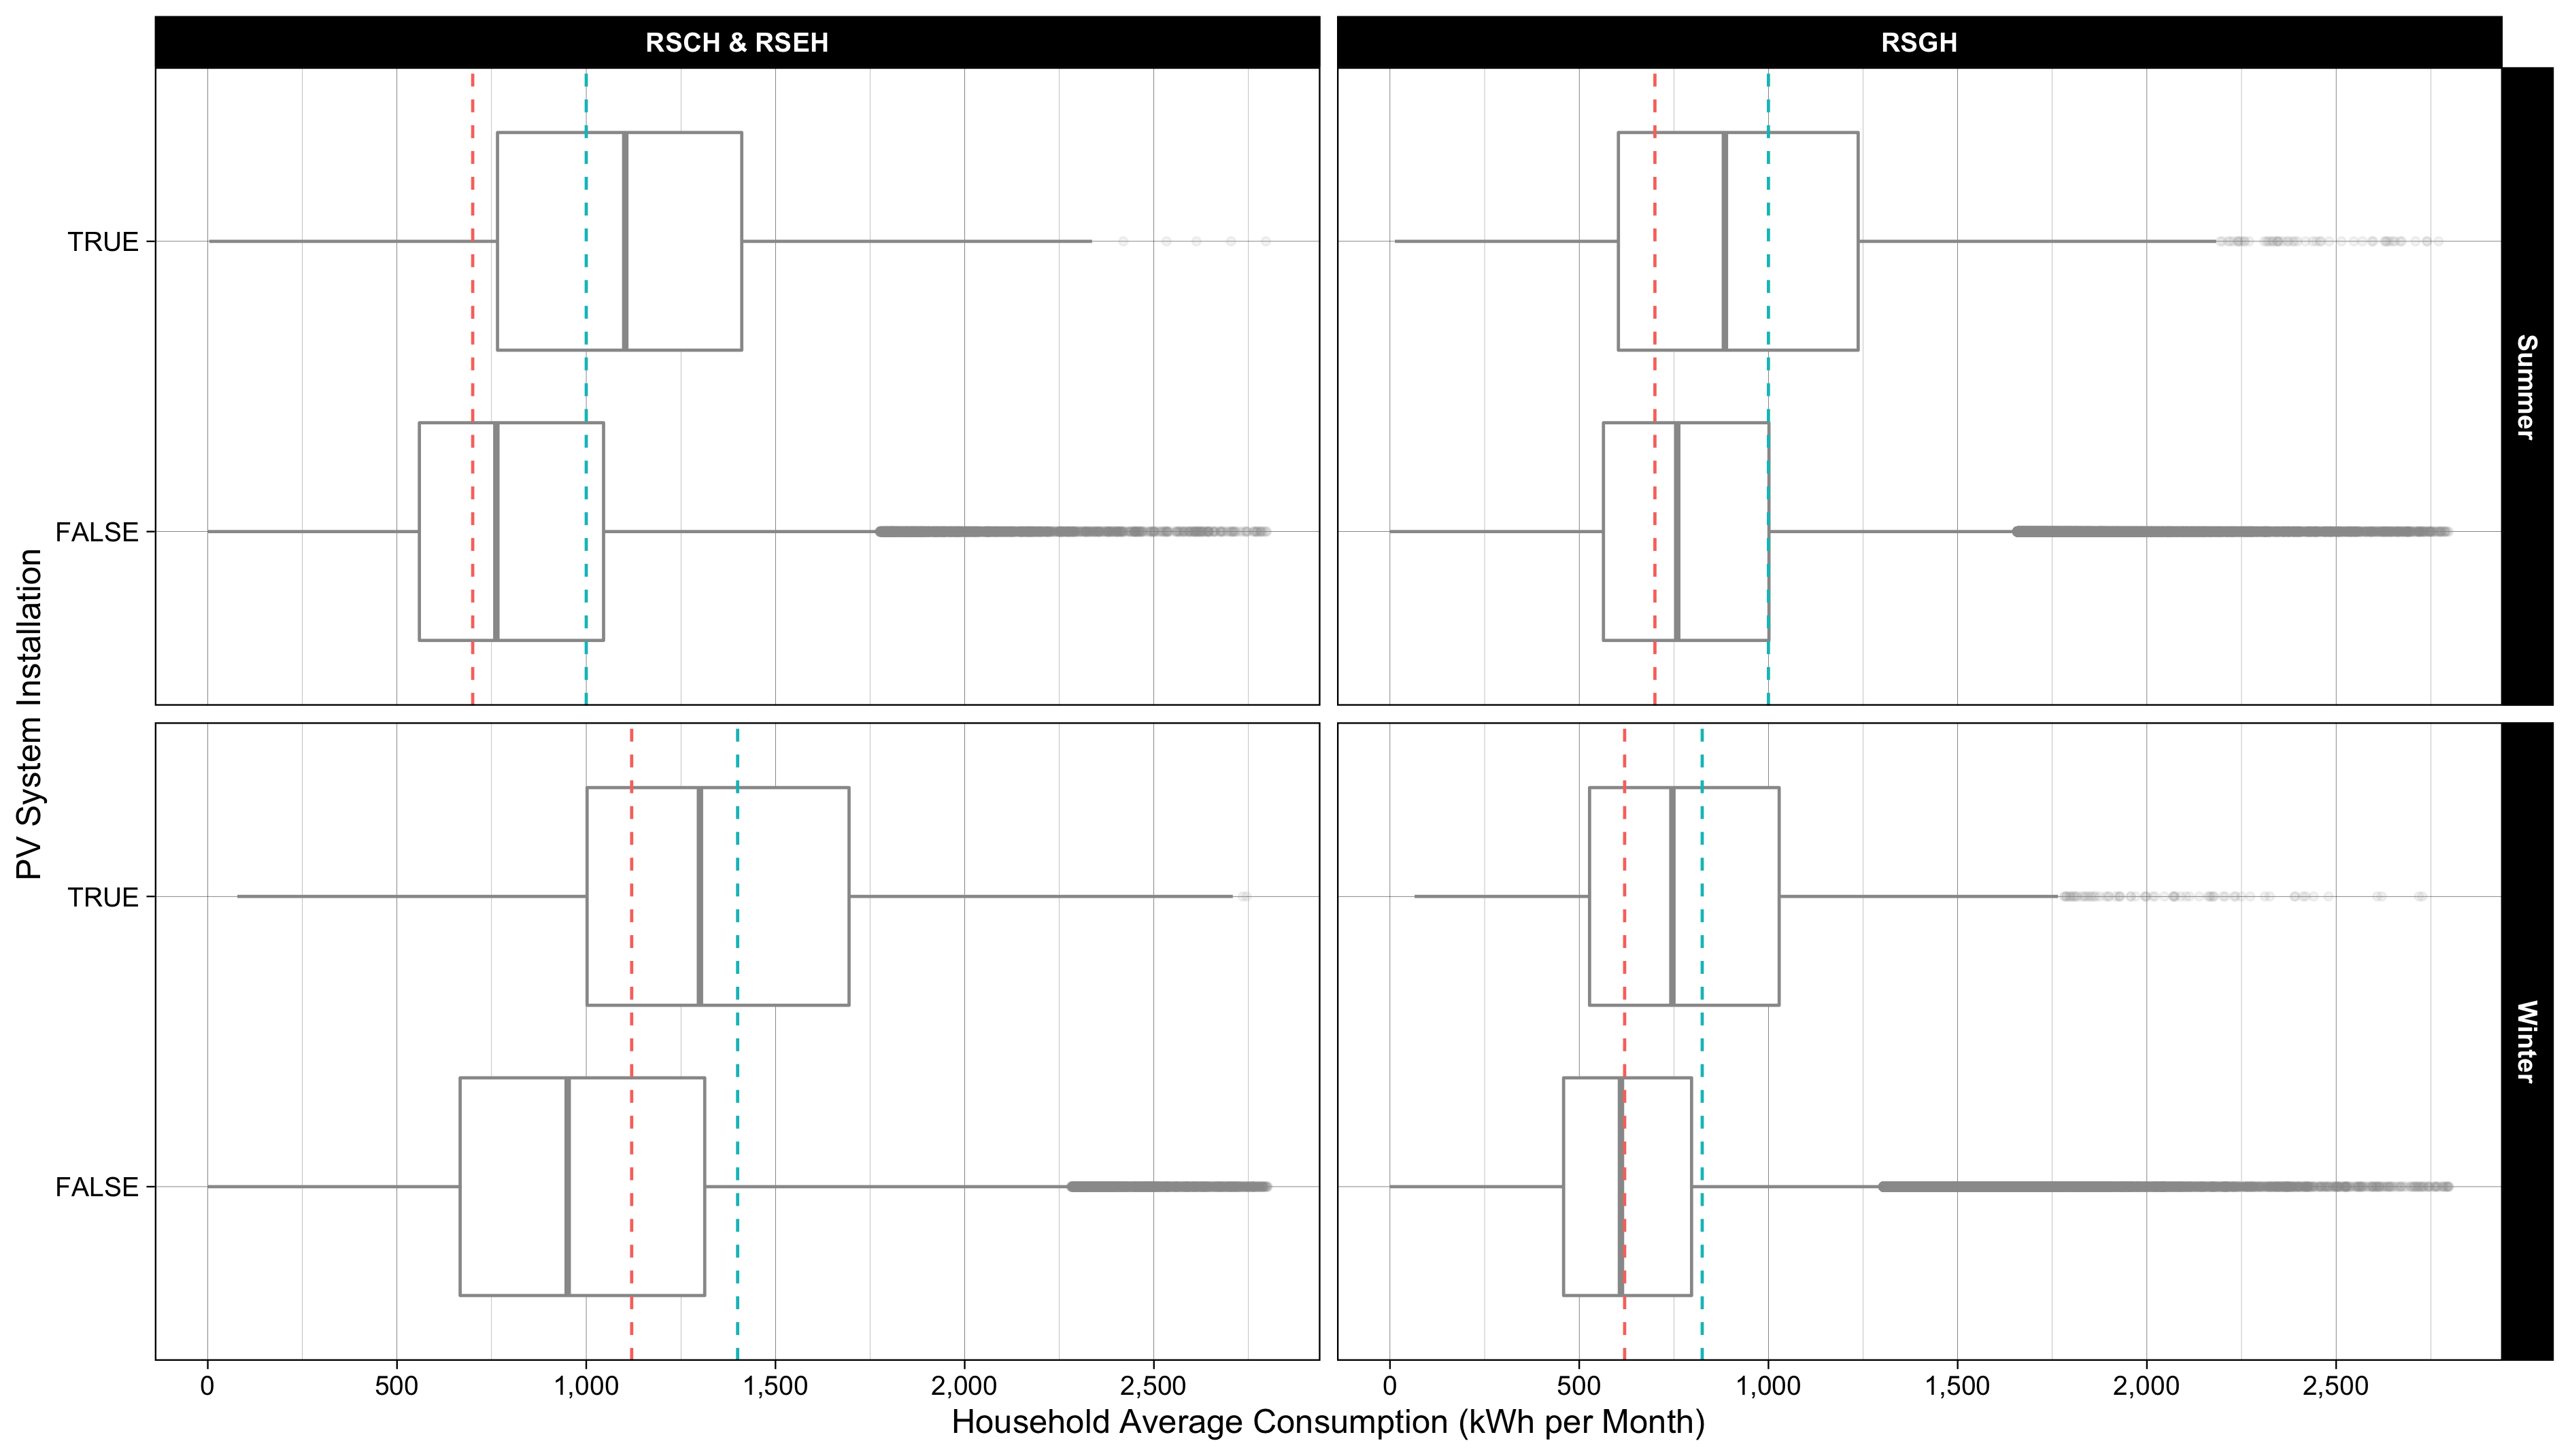 RSCH & RSEH
RSGH
Summer
TRUE
FALSE
Winter
TRUE
FALSE
PV System Installation
0 500 1,000 1,500 2,000 2,500
0 500 1,000 1,500 2,000 2,500
Household Average Consumption (kWh per Month)